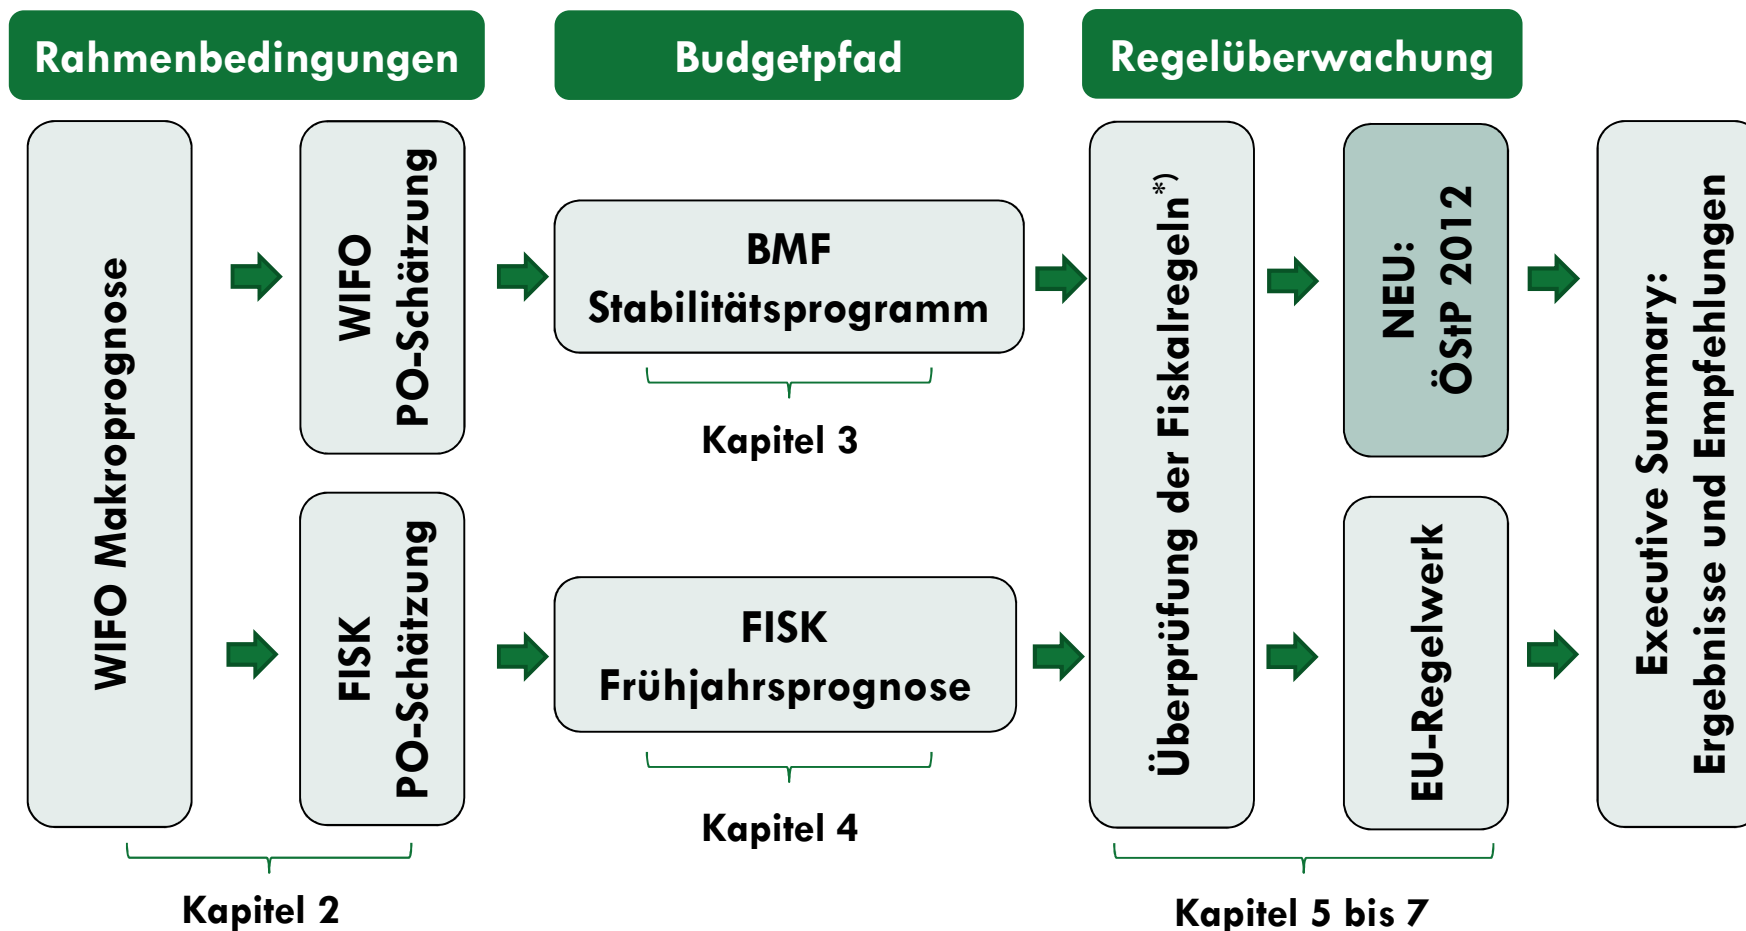 Rahmenbedingungen
Budgetpfad
Regelüberwachung
WIFO Makroprognose
WIFO
PO-Schätzung
FISK
PO-Schätzung
Kapitel 2
BMF
Stabilitätsprogramm
Kapitel 3
FISK
Frühjahrsprognose
Kapitel 4
Überprüfung der Fiskalregeln*)
NEU:
ÖStP 2012
EU-Regelwerk
Kapitel 5 bis 7
Executive Summary:
Ergebnisse und Empfehlungen